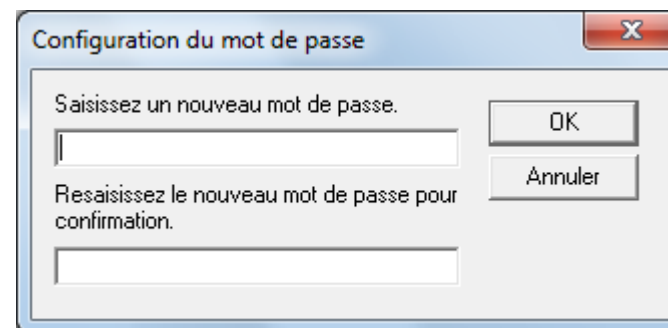 Configuration du mot de passe
Saisissez un nouveau mot de passe.
OK
Annuler
Resaisissez le nouveau mot de passe pour
confirmation.